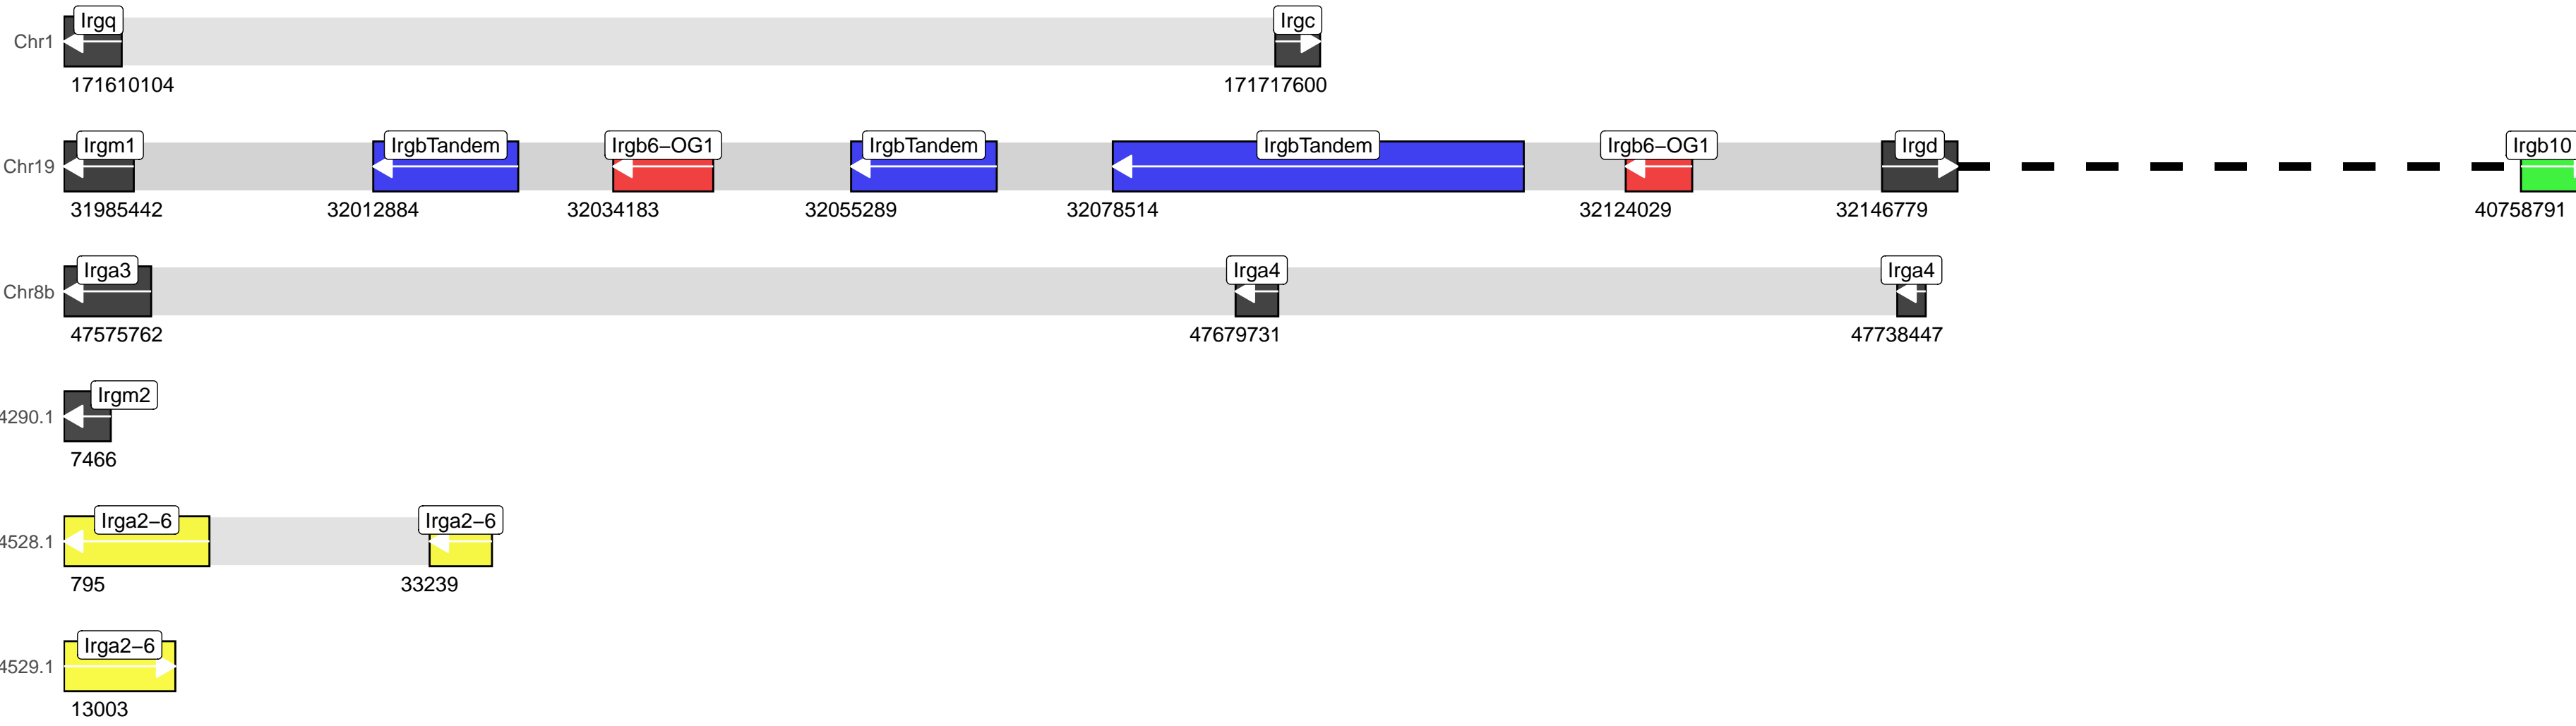 Irgq Irgc
Chr1
171610104 171717600
Irgm1 IrgbTandem Irgb6−OG1 IrgbTandem IrgbTandem Irgb6−OG1 Irgd Irgb10
Chr19
31985442 32012884 32034183 32055289 32078514 32124029 32146779 40758791
Irga3 Irga4 Irga4
Chr8b
47575762 47679731 47738447
Irgm2
4290.1
7466
Irga2−6 Irga2−6
4528.1
795 33239
Irga2−6
4529.1
13003